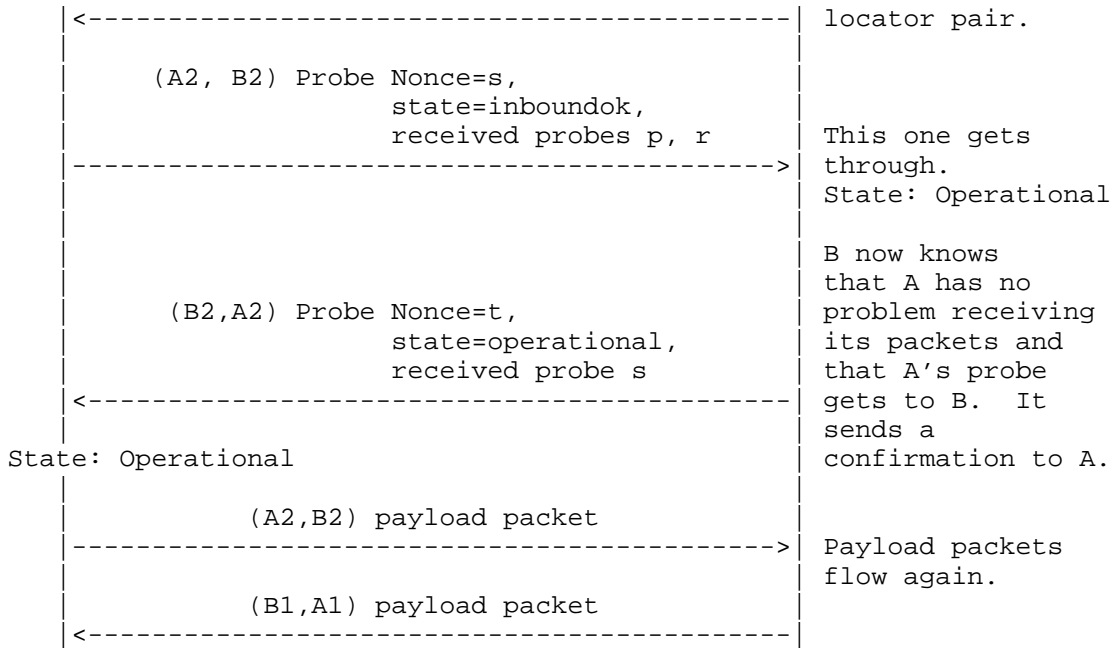 |<--------------------------------------------| locator pair.
|                                             |
|     (A2, B2) Probe Nonce=s,                 |
|                    state=inboundok,         |
|                    received probes p, r     | This one gets
|-------------------------------------------->| through.
|                                             | State: Operational
|                                             |
|                                             | B now knows
|                                             | that A has no
|      (B2,A2) Probe Nonce=t,                 | problem receiving
|                    state=operational,       | its packets and
|                    received probe s         | that A's probe
|<--------------------------------------------| gets to B.  It
|                                             | sends a
State: Operational                                | confirmation to A.
|                                             |
|           (A2,B2) payload packet            |
|-------------------------------------------->| Payload packets
|                                             | flow again.
|           (B1,A1) payload packet            |
|<--------------------------------------------|